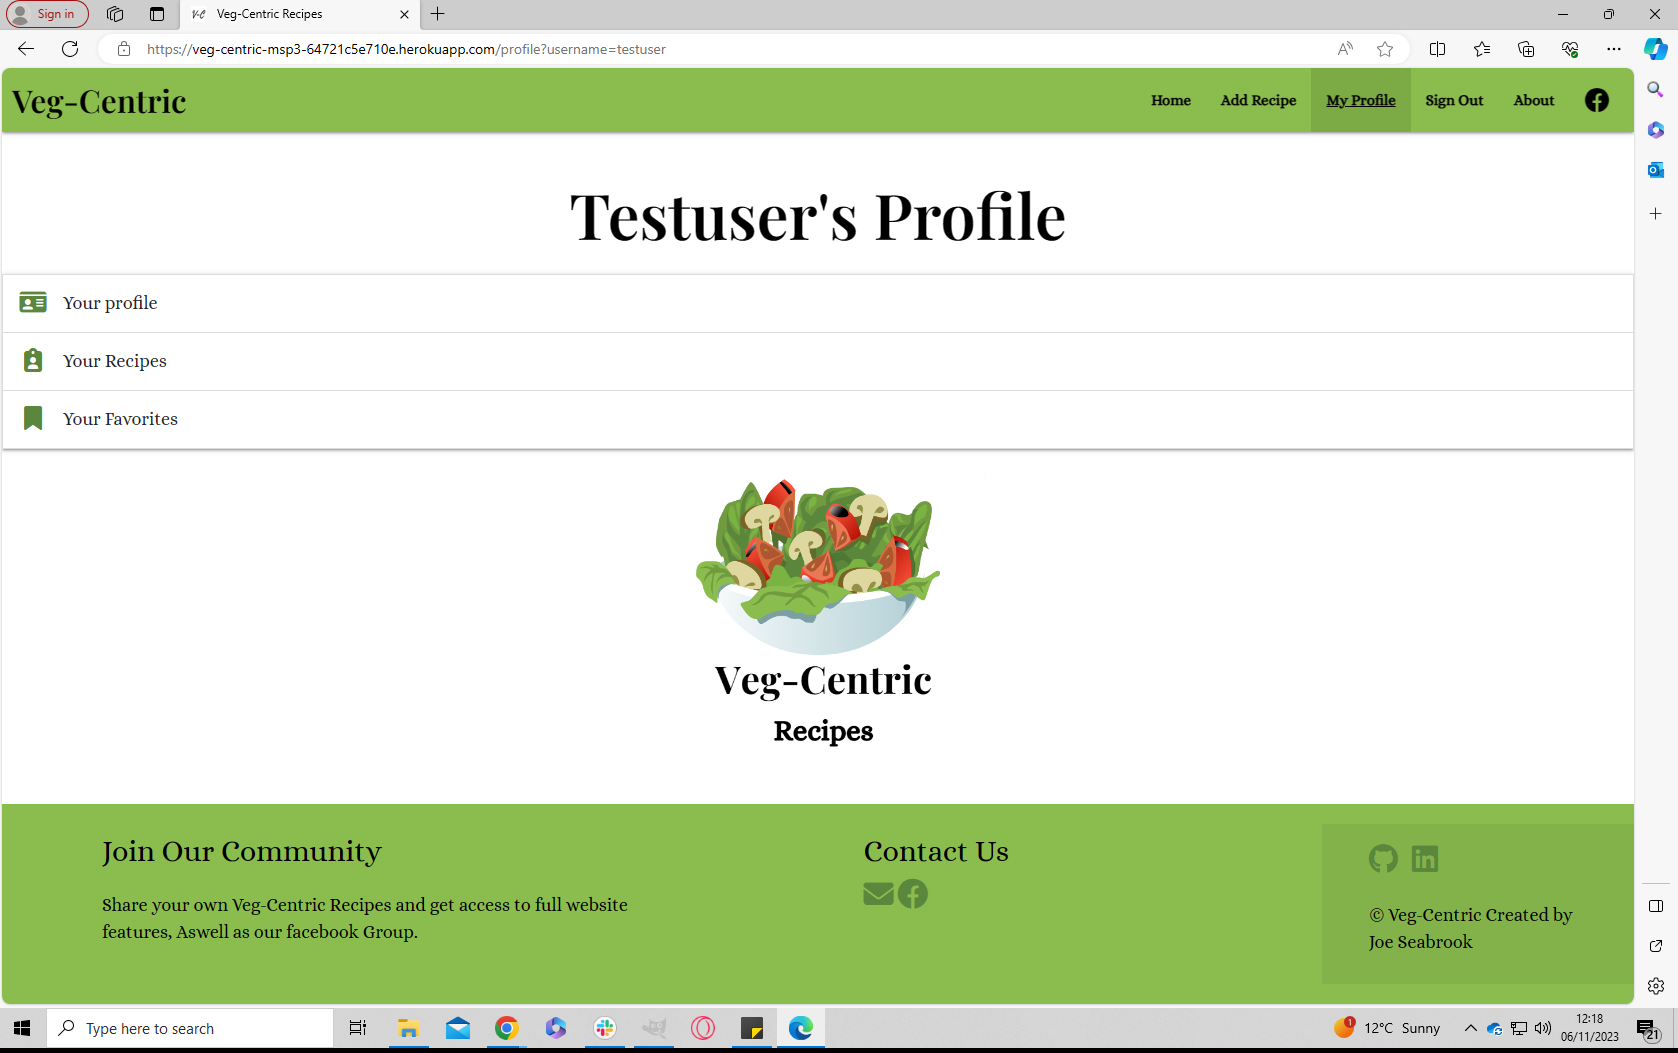 Sign in
V-C Veg-Centric Recipes
https://veg-centric-msp3-64721c5e710e.herokuapp.com/profile?username=testuser
Veg-Centric
Home Add Recipe My Profile Sign Out About
Testuser's Profile
Your profile
Your Recipes
Your Favorites
Veg-Centric
Recipes
Join Our Community
Share your own Veg-Centric Recipes and get access to full website
features, Aswell as our facebook Group.
Contact Us
© Veg-Centric Created by
Joe Seabrook
Type here to search
1
12°C Sunny
12:18
06/11/2023
21